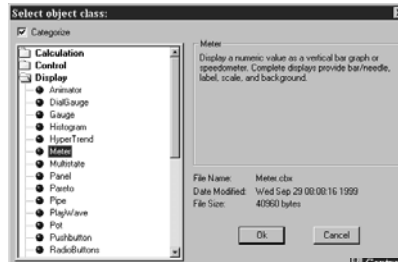 Select object class:
Categorize
Calculation
Control
Display
Animator
DialGauge
Gauge
Histogram
HyperTrend
Meter
Multistate
Panel
Pareto
Pipe
PlayWave
Pot
Pushbutton
RadioButtons
Meter
Display a numeric value as a vertical bar graph or
speedometer. Complete displays provide bar/needle,
label, scale, and background.
File Name: Meter.cbx
Date Modified: Wed Sep 29 08:08:16 1999
File Size: 40960 bytes
Ok Cancel